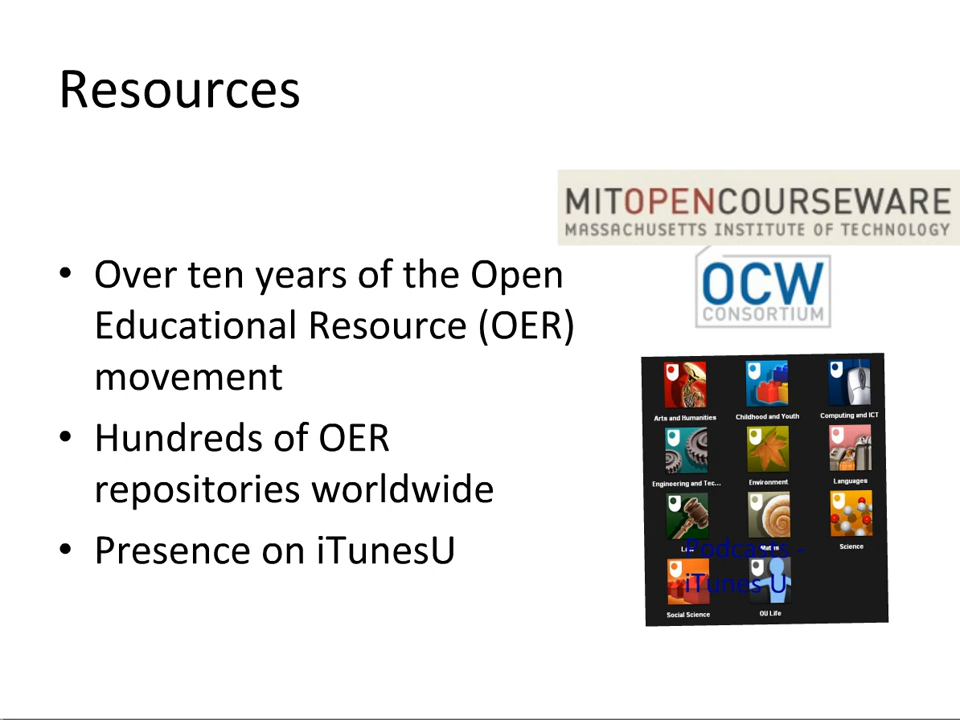 Resources
MITOPENCOURSEWARE
MASSACHUSETTS INSTITUTE OF TECHNOLOGY
OCW
CONSORTIUM
• Over ten years of the Open
Educational Resource (OER)
movement
• Hundreds of OER
repositories worldwide
• Presence on iTunesU
Arts and Humanities
Childhood and Youth
Computing and ICT
Engineering and Tec...
Environment
Languages
Maths
Science
Podcasts -
iTunes U
Social Science
OU Life